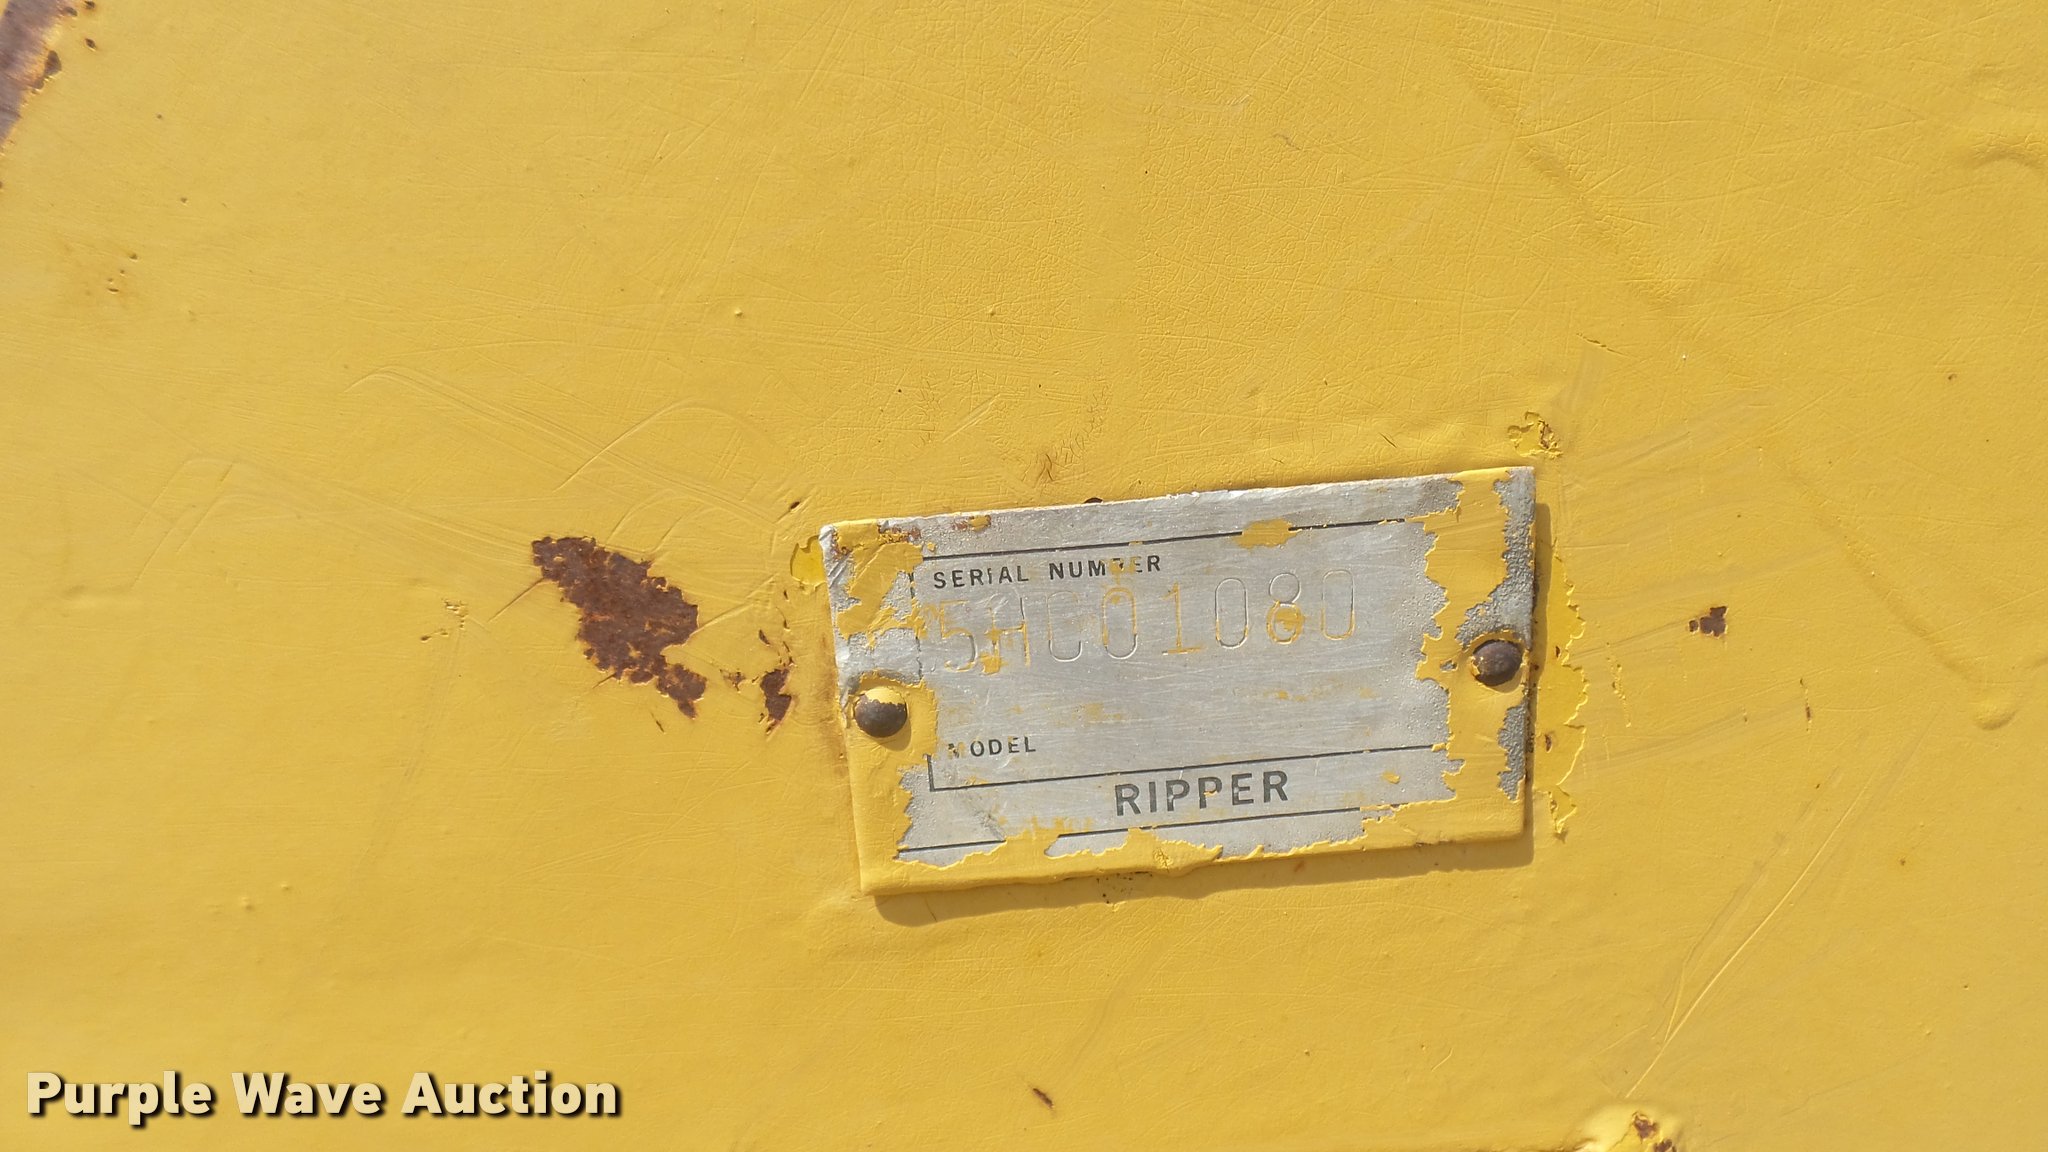 SERIAL NUMBER
5HC01080
MODEL
RIPPER
Purple Wave Auction